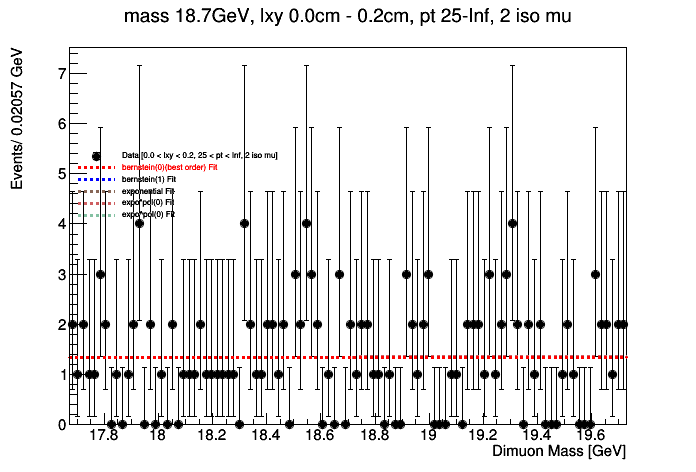 mass 18.7GeV, lxy 0.0cm - 0.2cm, pt 25-Inf, 2 iso mu
Events/ 0.02057 GeV
7
6
5
4
3
2
1
0
Data [0.0 < lxy < 0.2, 25 < pt < Inf, 2 iso mu]
bernstein(0)(best order) Fit
bernstein(1) Fit
exponential Fit
expo*pol(0) Fit
expo*pol(0) Fit
17.8 18 18.2 18.4 18.6 18.8 19 19.2 19.4 19.6
Dimuon Mass [GeV]